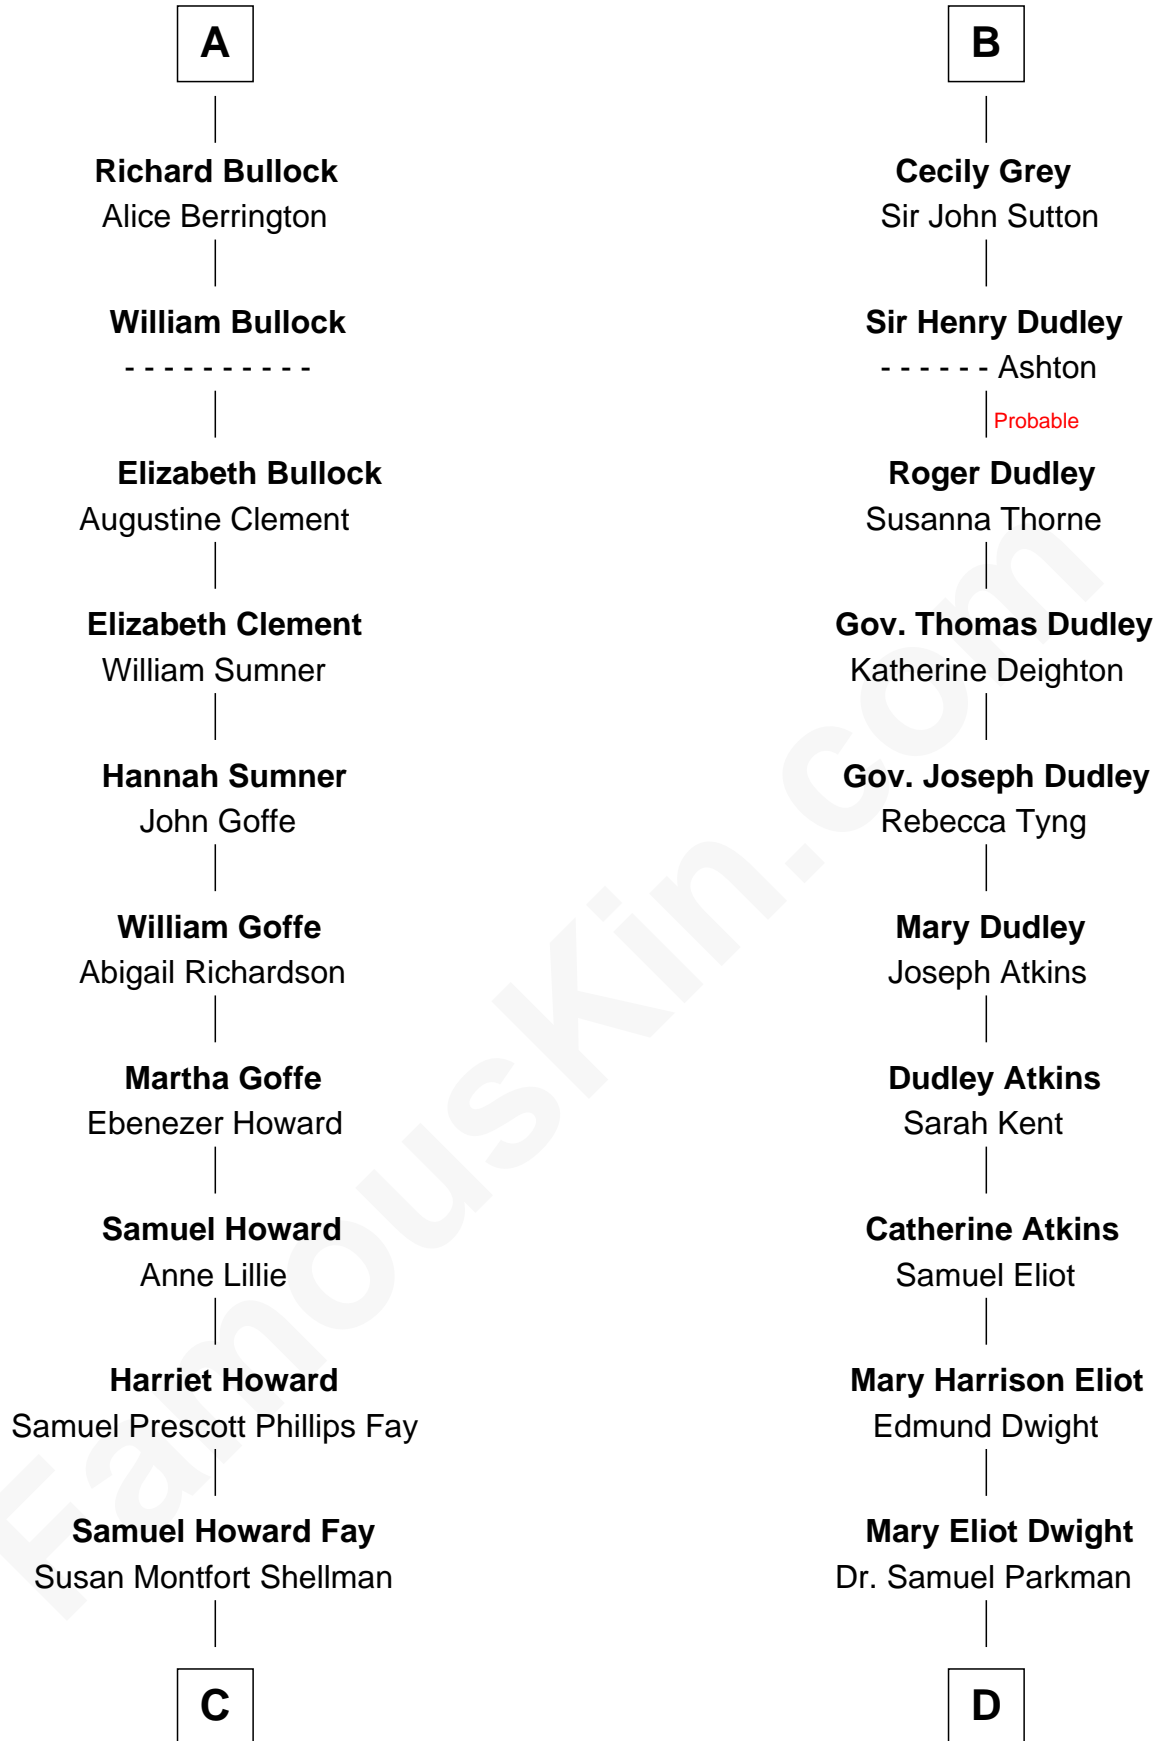 A
Richard Bullock
Alice Berrington
William Bullock
- - - - - - - - - -
Elizabeth Bullock
Augustine Clement
Elizabeth Clement
William Sumner
Hannah Sumner
John Goffe
William Goffe
Abigail Richardson
Martha Goffe
Ebenezer Howard
Samuel Howard
Anne Lillie
Harriet Howard
Samuel Prescott Phillips Fay
Samuel Howard Fay
Susan Montfort Shellman
C
B
Cecily Grey
Sir John Sutton
Sir Henry Dudley
- - - - - - Ashton
Probable
Roger Dudley
Susanna Thorne
Gov. Thomas Dudley
Katherine Deighton
Gov. Joseph Dudley
Rebecca Tyng
Mary Dudley
Joseph Atkins
Dudley Atkins
Sarah Kent
Catherine Atkins
Samuel Eliot
Mary Harrison Eliot
Edmund Dwight
Mary Eliot Dwight
Dr. Samuel Parkman
D
FamousKin.com